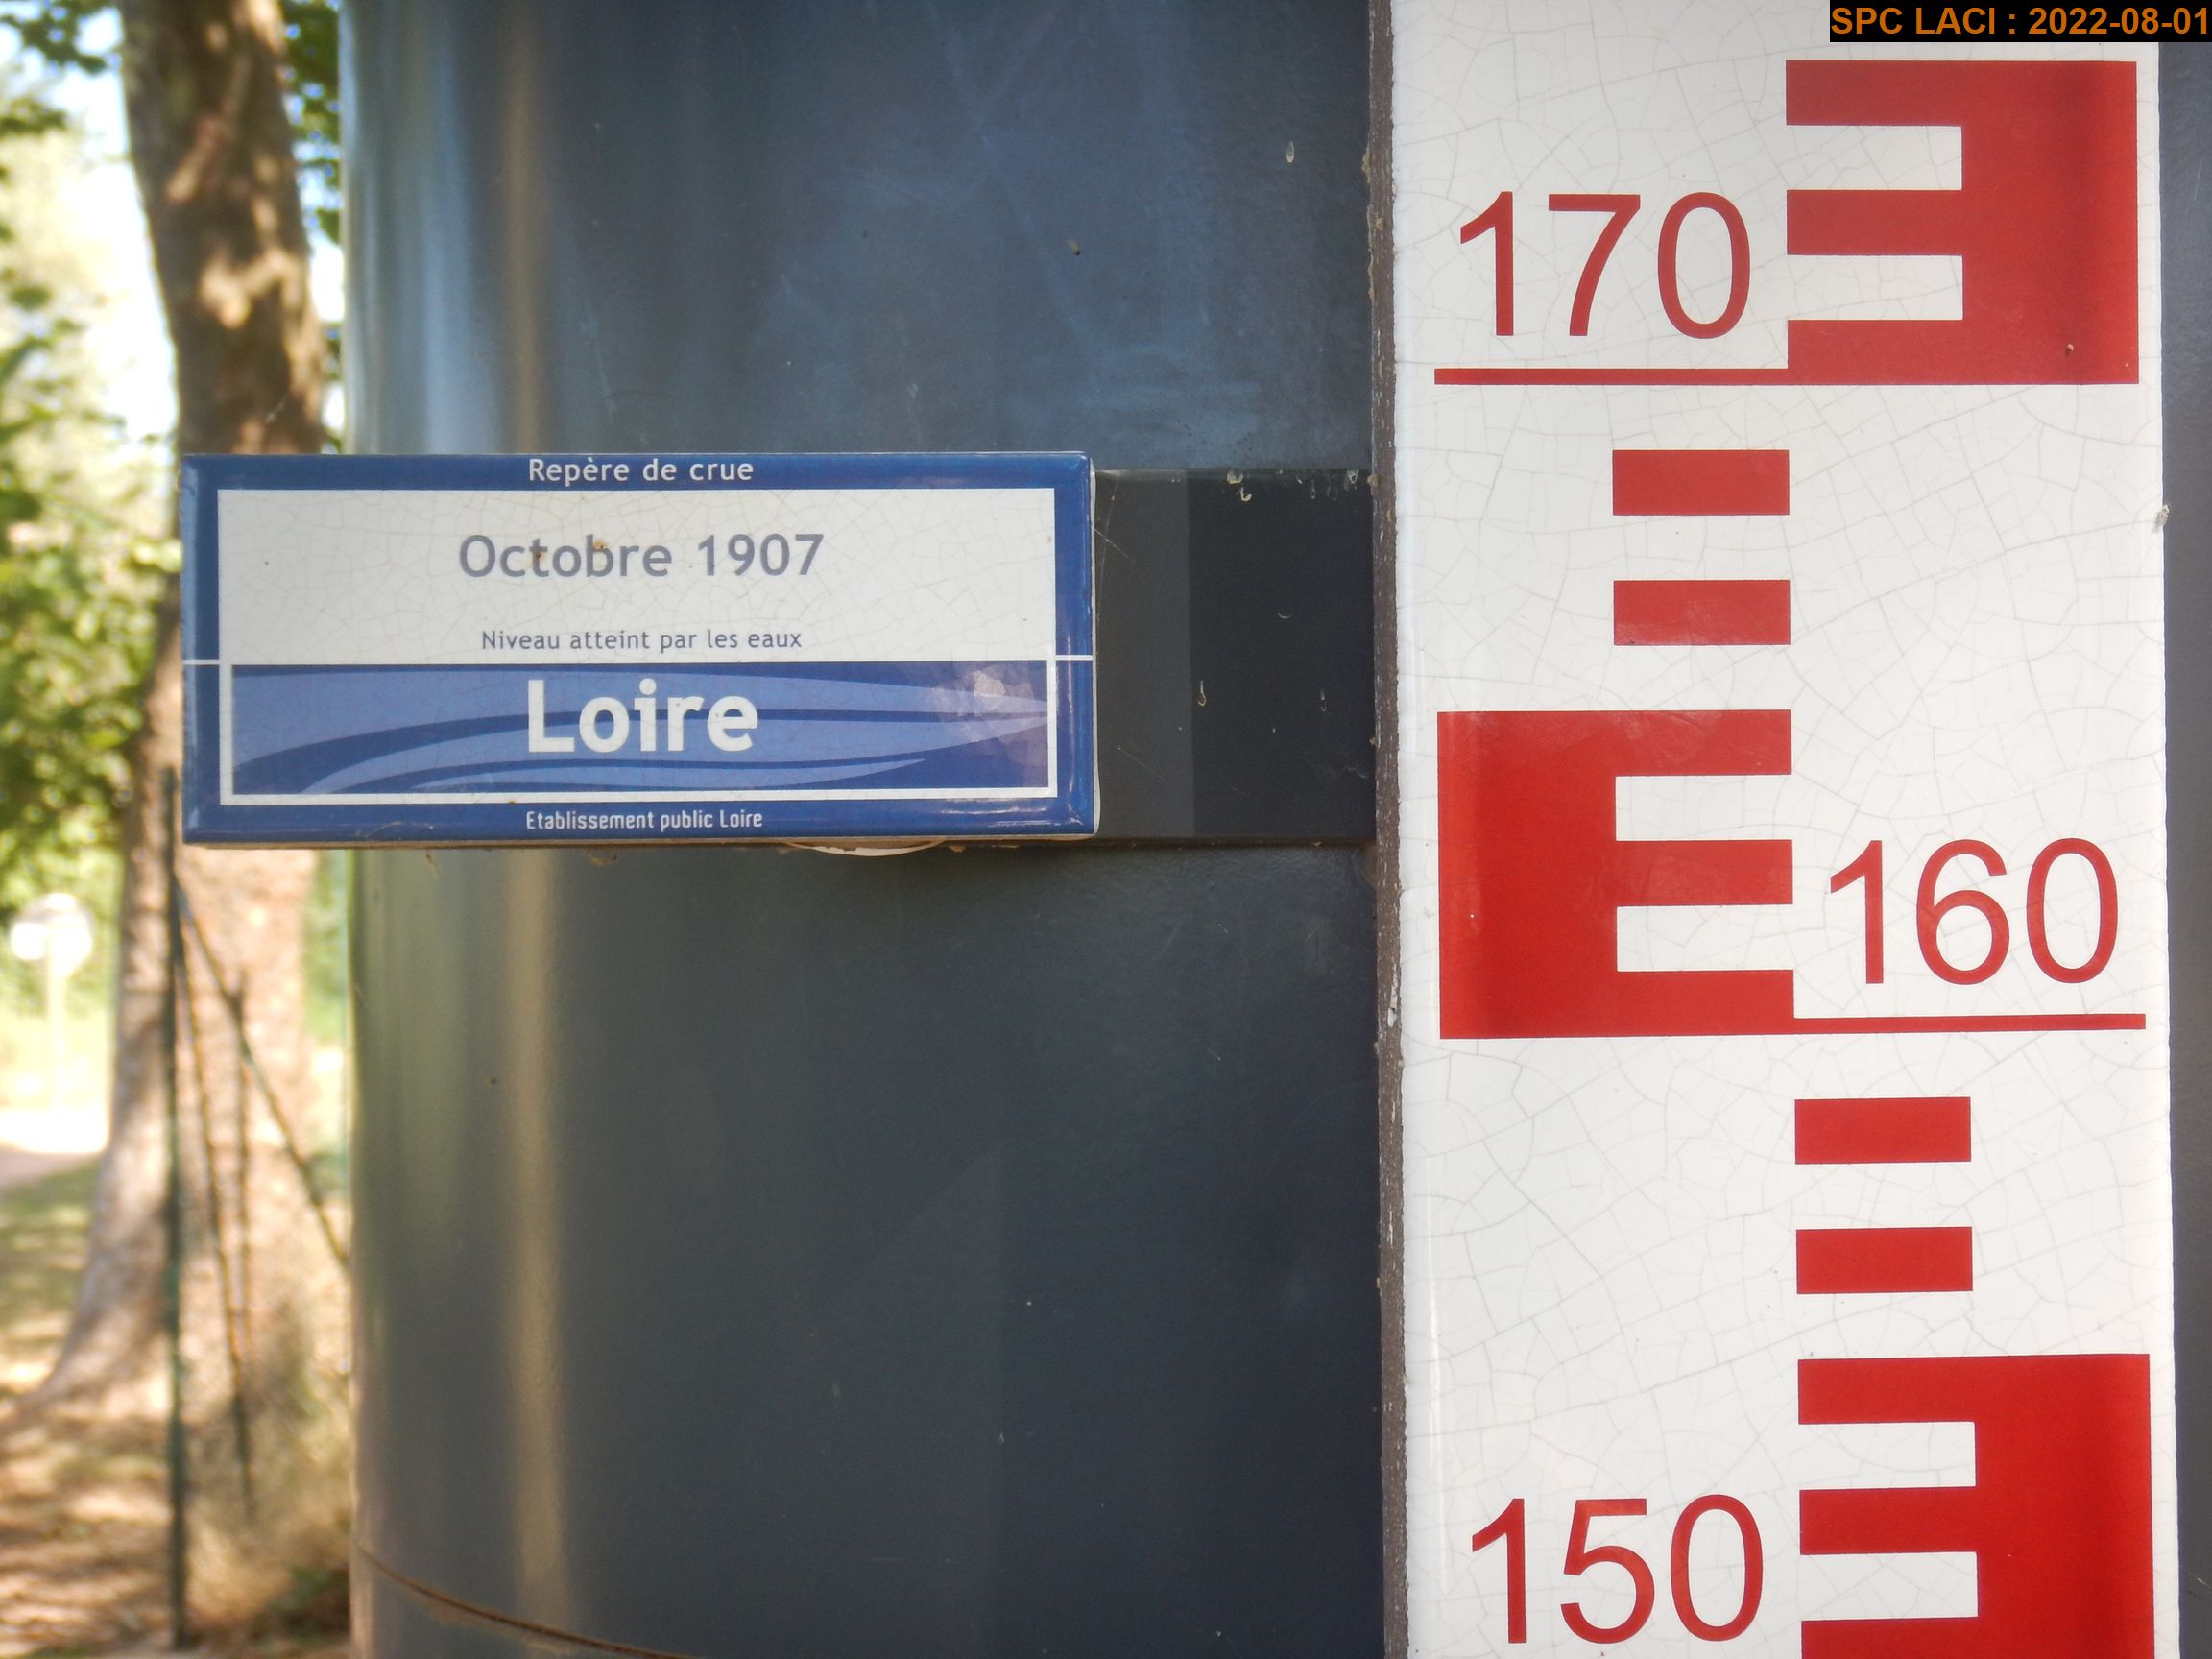 SPC LACI : 2022-08-01
170
Repère de crue
Octobre 1907
Niveau atteint par les eaux
Loire
Etablissement public Loire
160
150